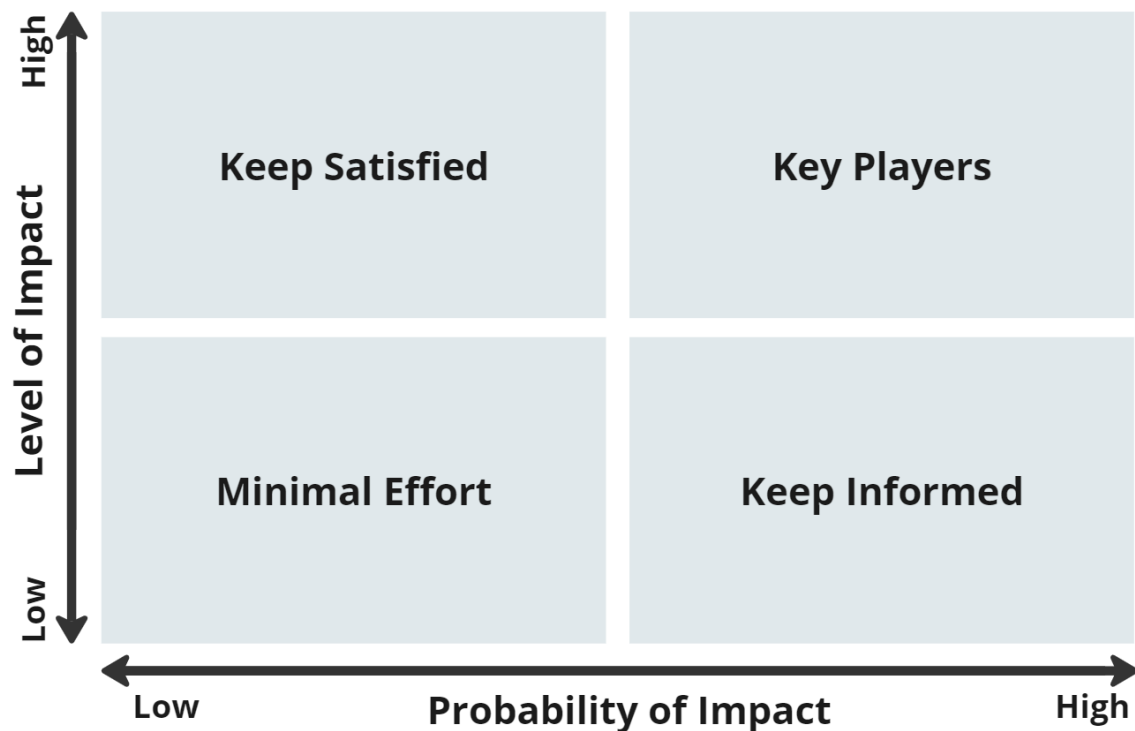 High
Keep Satisfied
Key Players
Level of Impact
Minimal Effort
Keep Informed
Low
Low
Probability of Impact
High